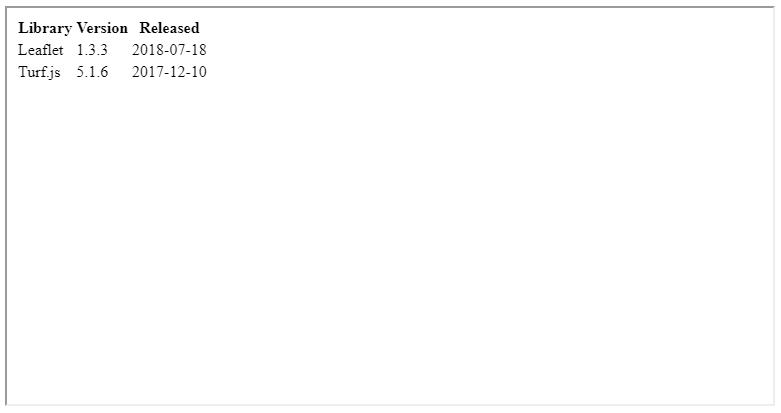 Library Version Released
Leaflet 1.3.3 2018-07-18
Turf.js 5.1.6 2017-12-10